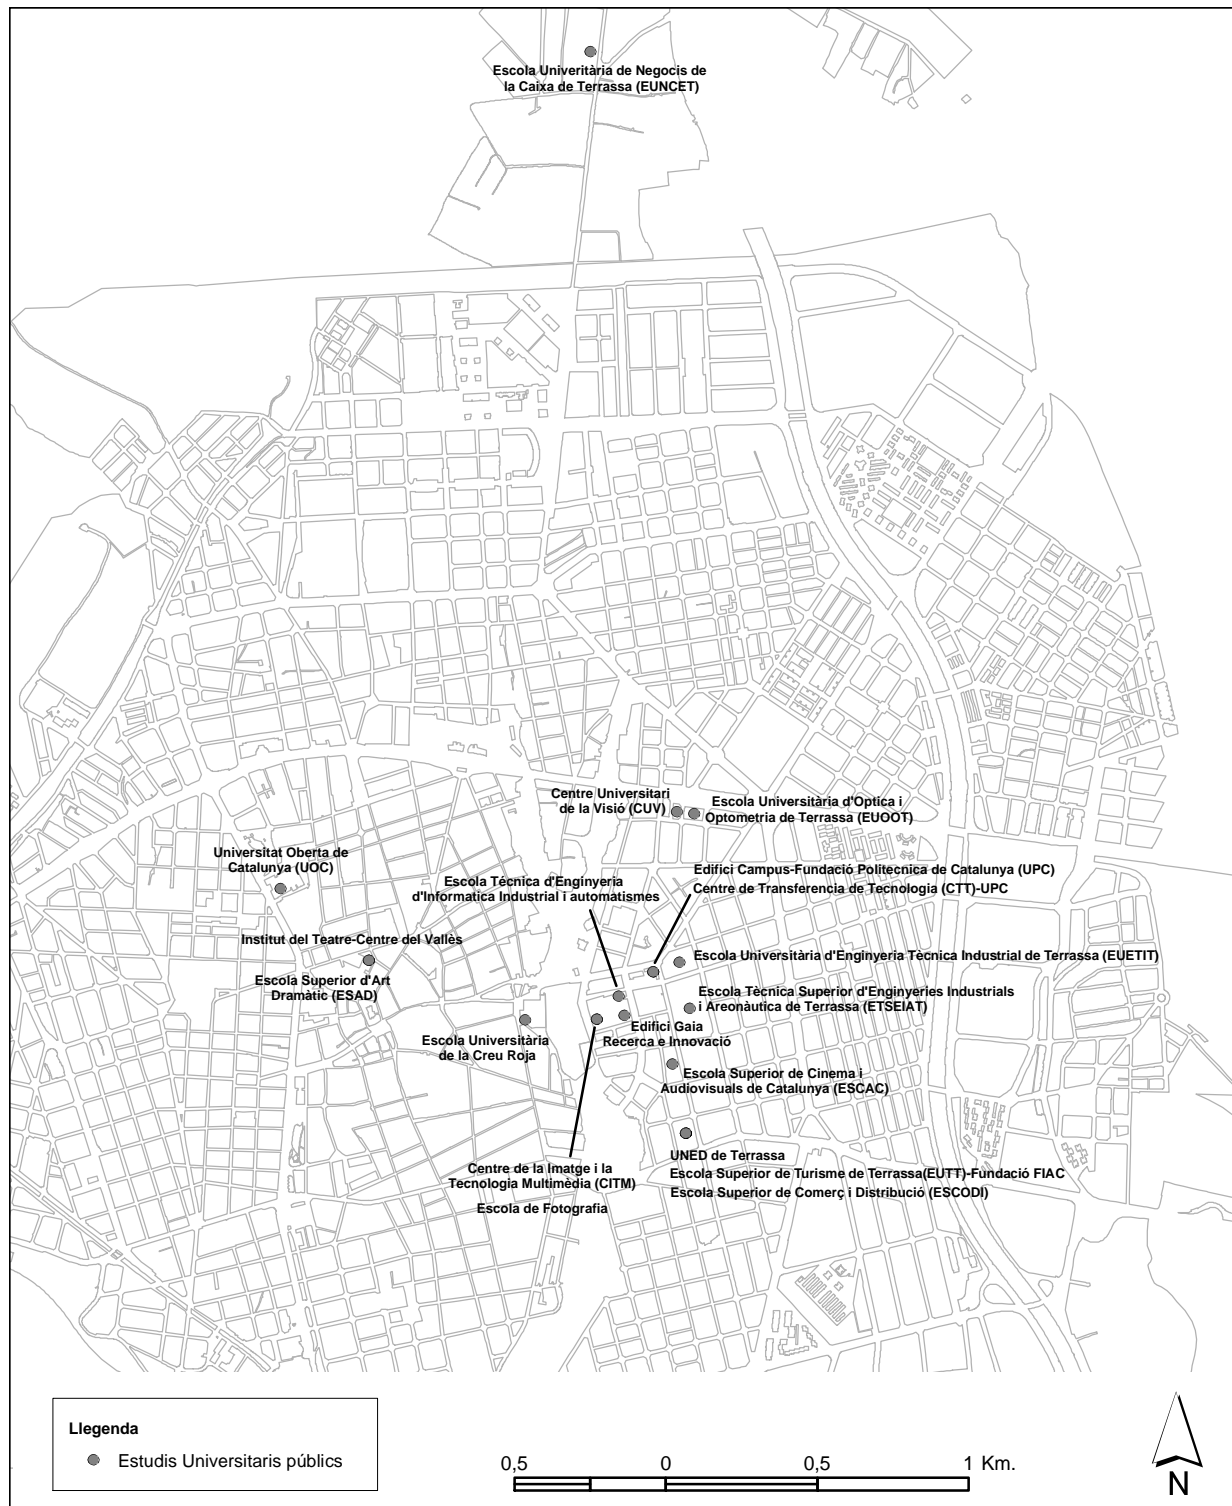 Escola Univeritària de Negocis de
la Caixa de Terrassa (EUNCET)
Centre Universitari
de la Visió (CUV)
Escola Universitària d'Optica i
Optometria de Terrassa (EUOOT)
Universitat Oberta de
Catalunya (UOC)
Escola Técnica d'Enginyeria
d'Informatica Industrial i automatismes
Edifici Campus-Fundació Politecnica de Catalunya (UPC)
Centre de Transferencia de Tecnologia (CTT)-UPC
Institut del Teatre-Centre del Vallès
Escola Superior d'Art
Dramàtic (ESAD)
Escola Universitària d'Enginyeria Tècnica Industrial de Terrassa (EUETIT)
Escola Tècnica Superior d'Enginyeries Industrials
i Areonàutica de Terrassa (ETSEIAT)
Edifici Gaia
Recerca e Innovació
Escola Universitària
de la Creu Roja
Escola Superior de Cinema i
Audiovisuals de Catalunya (ESCAC)
UNED de Terrassa
Escola Superior de Turisme de Terrassa(EUTT)-Fundació FIAC
Escola Superior de Comerç i Distribució (ESCODI)
Centre de la Imatge i la
Tecnologia Multimèdia (CITM)
Escola de Fotografia
Llegenda
Estudis Universitaris públics
0,5 0 0,5 1 Km.
N